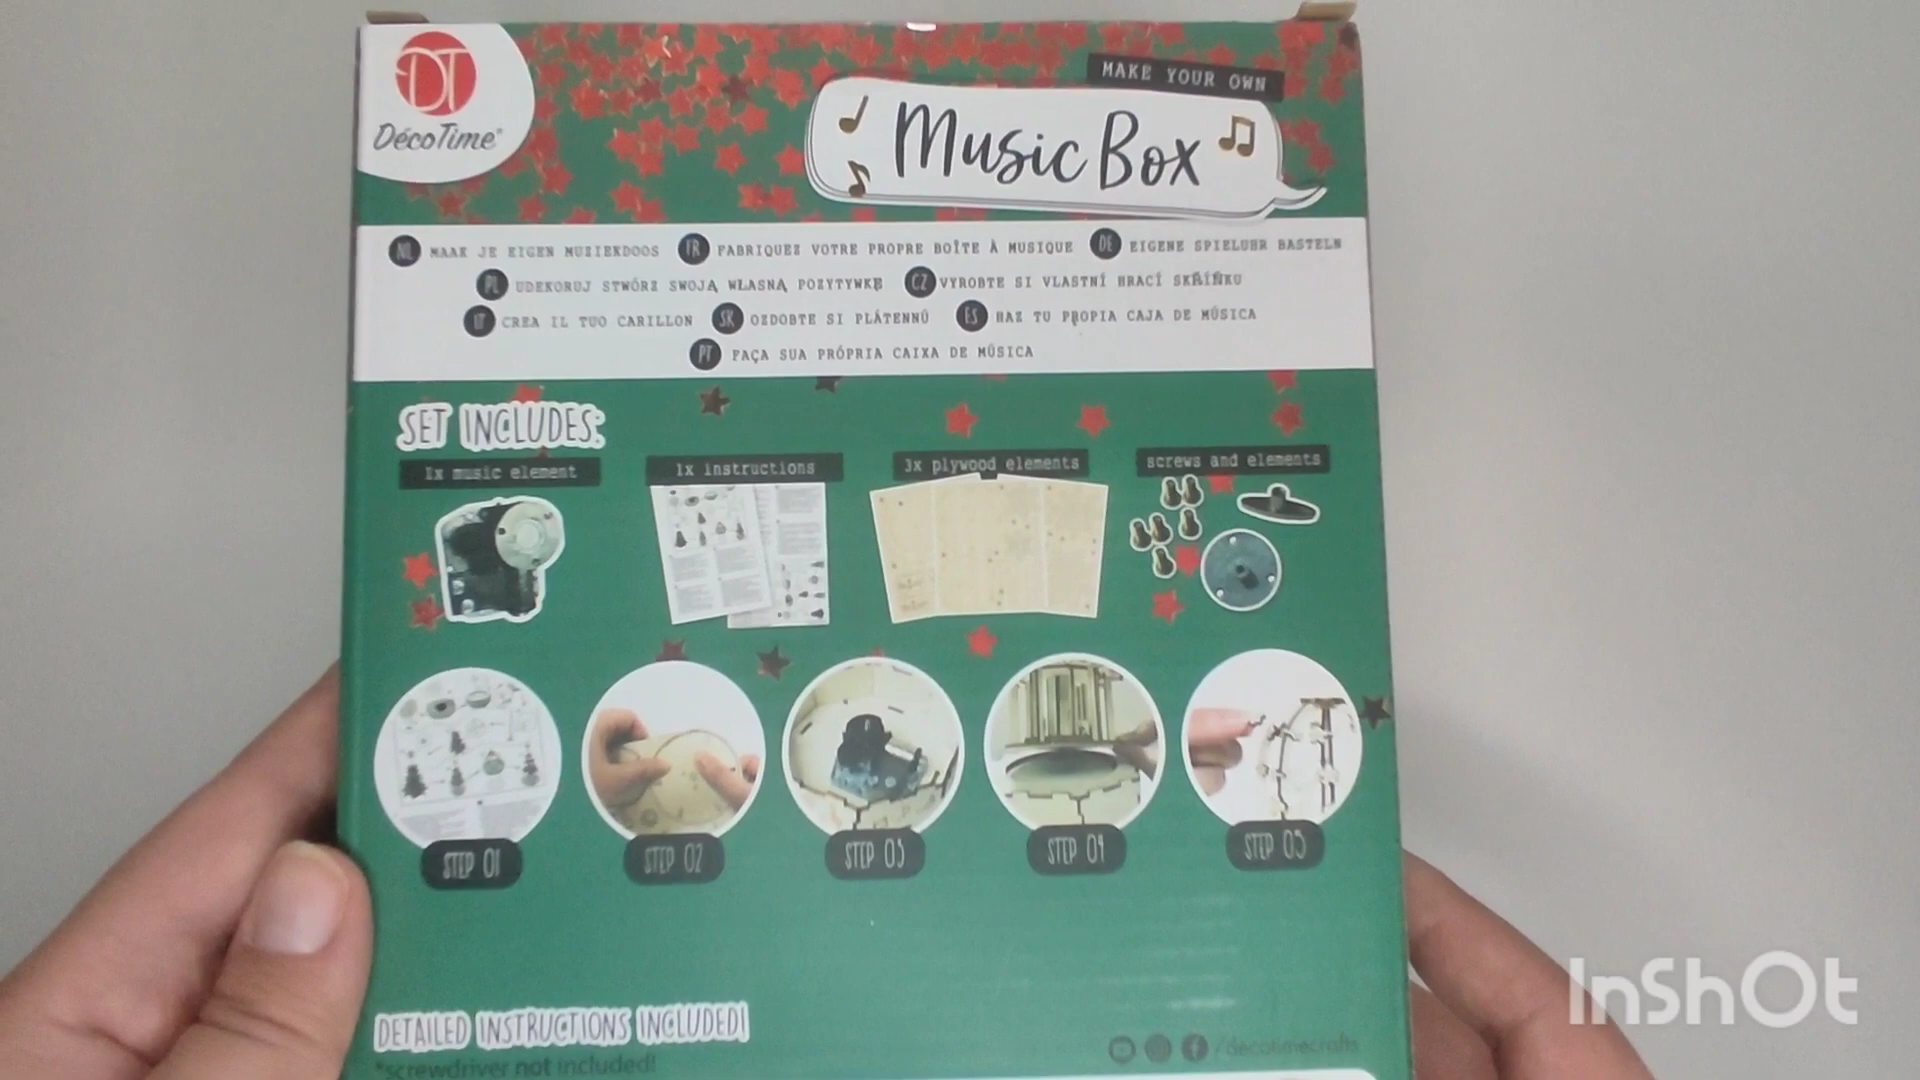 DT
DécoTime®
MAKE YOUR OWN
Music Box
NL MAAK JE EIGEN MUZIEKDOOS FR FABRIQUEZ VOTRE PROPRE BOÎTE À MUSIQUE DE EIGENE SPIELUHR BASTELN
PL UDEKORUJ STWÓRZ SWOJĄ WŁASNĄ POZYTYWKĘ CZ VYROBTE SI VLASTNÍ HRACÍ SKŘÍŇKU
IT CREA IL TUO CARILLON SK OZDOBTE SI PLÁTENNÚ ES HAZ TU PROPIA CAJA DE MÚSICA
PT FAÇA SUA PRÓPRIA CAIXA DE MÚSICA
SET INCLUDES:
1x music element 1x instructions 3x plywood elements screws and elements
STEP 01 STEP 02 STEP 03 STEP 04 STEP 05
DETAILED INSTRUCTIONS INCLUDED!
*screwdriver not included!
/decotimecrafts
InShOt